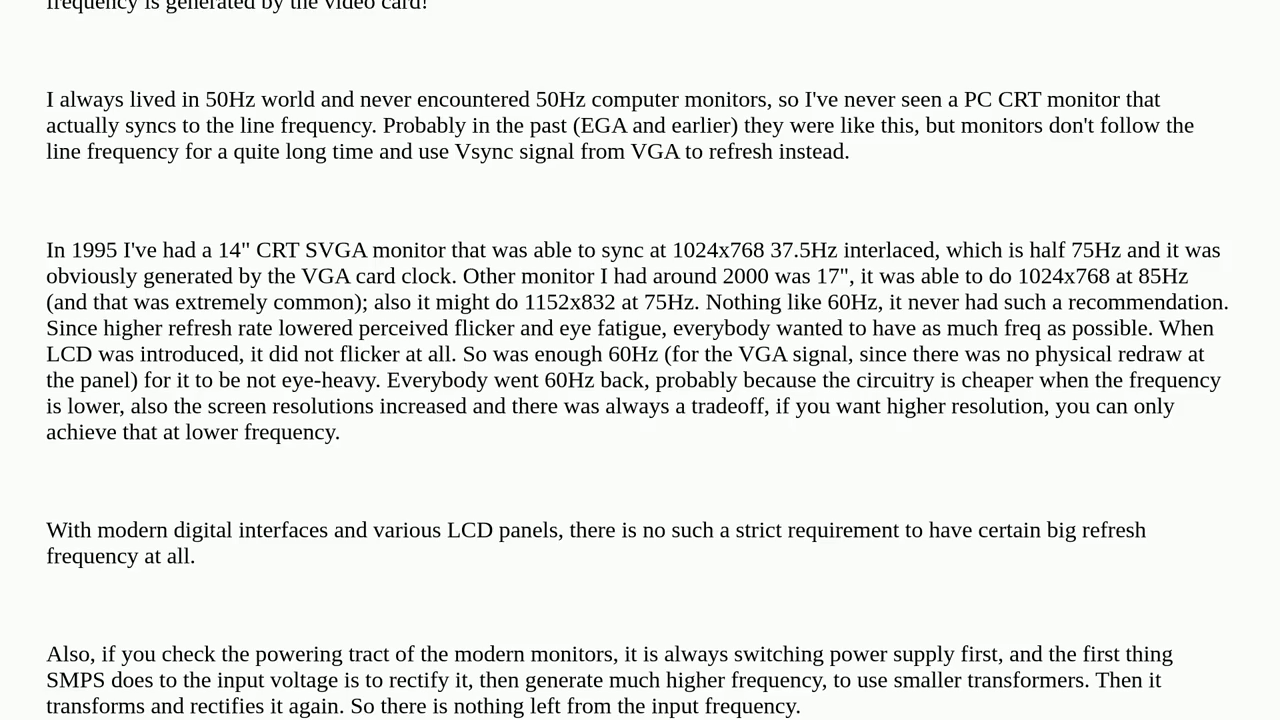 frequency is generated by the video card!
I always lived in 50Hz world and never encountered 50Hz computer monitors, so I've never seen a PC CRT monitor that
actually syncs to the line frequency. Probably in the past (EGA and earlier) they were like this, but monitors don't follow the
line frequency for a quite long time and use Vsync signal from VGA to refresh instead.
In 1995 I've had a 14" CRT SVGA monitor that was able to sync at 1024x768 37.5Hz interlaced, which is half 75Hz and it was
obviously generated by the VGA card clock. Other monitor I had around 2000 was 17", it was able to do 1024x768 at 85Hz
(and that was extremely common); also it might do 1152x832 at 75Hz. Nothing like 60Hz, it never had such a recommendation.
Since higher refresh rate lowered perceived flicker and eye fatigue, everybody wanted to have as much freq as possible. When
LCD was introduced, it did not flicker at all. So was enough 60Hz (for the VGA signal, since there was no physical redraw at
the panel) for it to be not eye-heavy. Everybody went 60Hz back, probably because the circuitry is cheaper when the frequency
is lower, also the screen resolutions increased and there was always a tradeoff, if you want higher resolution, you can only
achieve that at lower frequency.
With modern digital interfaces and various LCD panels, there is no such a strict requirement to have certain big refresh
frequency at all.
Also, if you check the powering tract of the modern monitors, it is always switching power supply first, and the first thing
SMPS does to the input voltage is to rectify it, then generate much higher frequency, to use smaller transformers. Then it
transforms and rectifies it again. So there is nothing left from the input frequency.